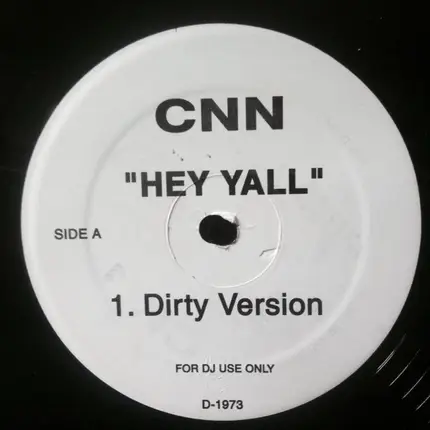 CNN
"HEY YALL"
SIDE A
1. Dirty Version
FOR DJ USE ONLY
D-1973